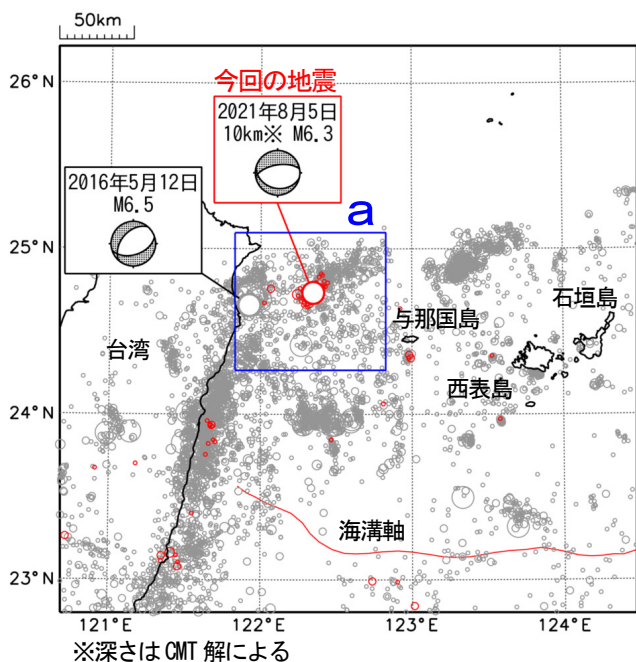 50km
26°N
今回の地震
2021年8月5日
10km※ M6.3
2016年5月12日
M6.5
a
25°N
石垣島
与那国島
台湾
西表島
24°N
海溝軸
23°N
121°E
122°E
123°E
124°E
※深さは CMT 解による